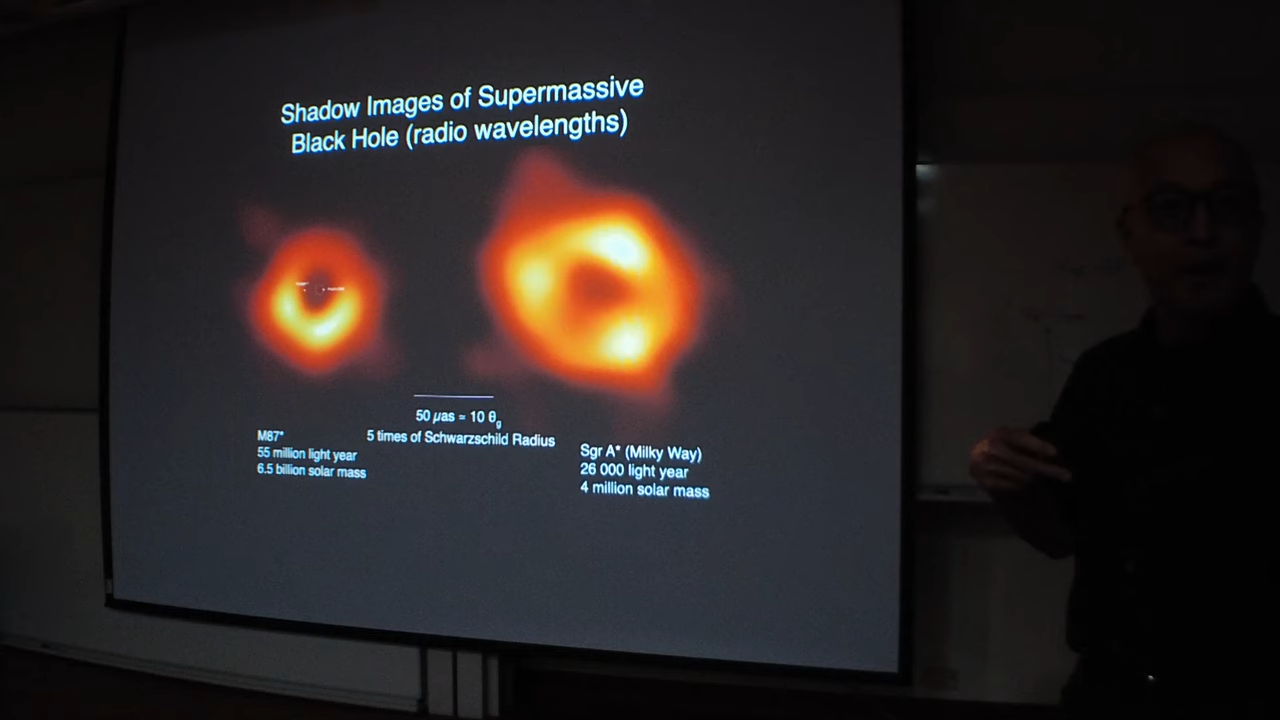 Shadow Images of Supermassive
Black Hole (radio wavelengths)
50 μas = 10 θg
5 times of Schwarzschild Radius
M87*
55 million light year
6.5 billion solar mass
Sgr A* (Milky Way)
26 000 light year
4 million solar mass